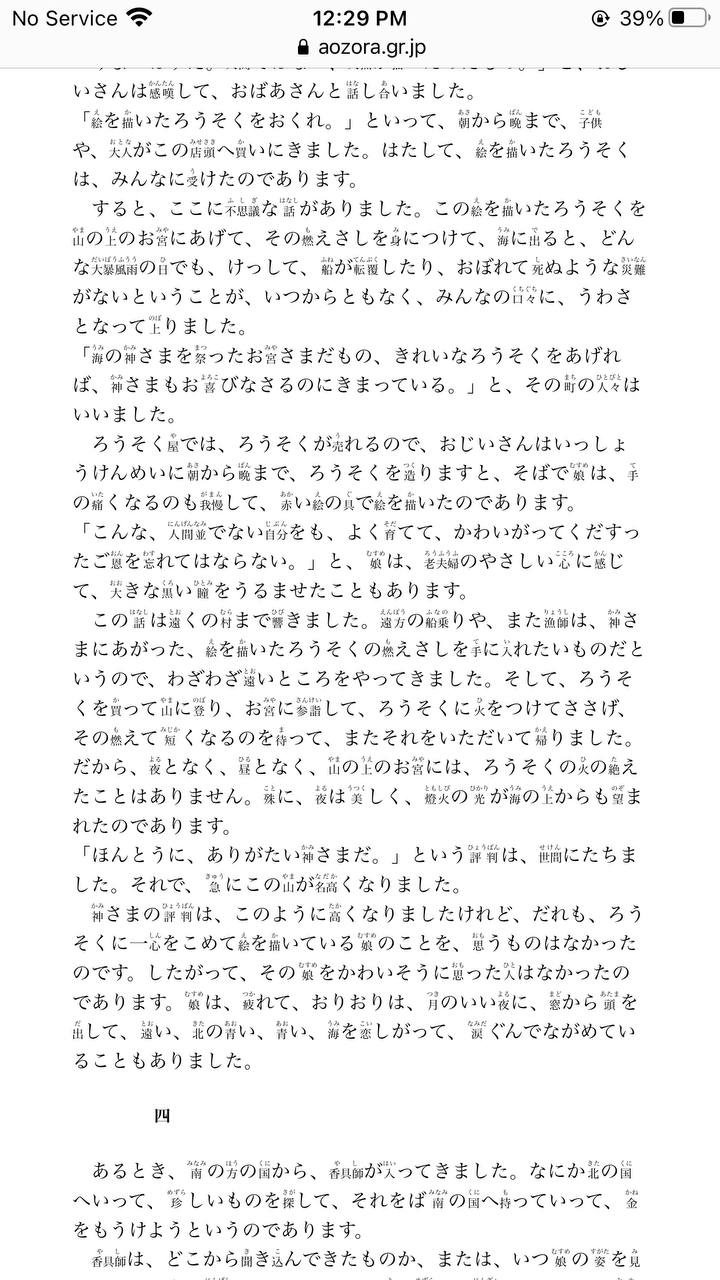 No Service 12:29 PM 39%
aozora.gr.jp
いさんは感嘆して、おばあさんと話し合いました。
「絵を描いたろうそくをおくれ。」といって、朝から晩まで、子供
や、大人がこの店頭へ買いにきました。はたして、絵を描いたろうそく
は、みんなに受けたのであります。
すると、ここに不思議な話がありました。この絵を描いたろうそくを
山の上のお宮にあげて、その燃えさしを身につけて、海に出ると、どん
な大暴風雨の日でも、けっして、船が転覆したり、おぼれて死ぬような災難
がないということが、いつからともなく、みんなの口々に、うわさ
となって上りました。
「海の神さまを祭ったお宮さまだもの、きれいなろうそくをあげれ
ば、神さまもお喜びなさるのにきまっている。」と、その町の人々は
いいました。
ろうそく屋では、ろうそくが売れるので、おじいさんはいっしょ
うけんめいに朝から晩まで、ろうそくを造りますと、そばで娘は、手
の痛くなるのも我慢して、赤い絵の具で絵を描いたのであります。
「こんな、人間並でない自分をも、よく育てて、かわいがってくだすっ
たご恩を忘れてはならない。」と、娘は、老夫婦のやさしい心に感じ
て、大きな黒い瞳をうるませたこともあります。
この話は遠くの村まで響きました。遠方の船乗りや、また漁師は、神さ
まにあがった、絵を描いたろうそくの燃えさしを手に入れたいものだと
いうので、わざわざ遠いところをやってきました。そして、ろうそ
くを買って山に登り、お宮に参詣して、ろうそくに火をつけてささげ、
その燃えて短くなるのを待って、またそれをいただいて帰りました。
だから、夜となく、昼となく、山の上のお宮には、ろうそくの火の絶え
たことはありません。殊に、夜は美しく、燈火の光が海の上からも望ま
れたのであります。
「ほんとうに、ありがたい神さまだ。」という評判は、世間にたちま
した。それで、急にこの山が名高くなりました。
神さまの評判は、このように高くなりましたけれど、だれも、ろう
そくに一心をこめて絵を描いている娘のことを、思うものはなかった
のです。したがって、その娘をかわいそうに思った人はなかったの
であります。娘は、疲れて、おりおりは、月のいい夜に、窓から頭を
出して、遠い、北の青い、青い、海を恋しがって、涙ぐんでながめてい
ることもありました。
四
あるとき、南の方の国から、香具師が入ってきました。なにか北の国
へいって、珍しいものを探して、それをば南の国へ持っていって、金
をもうけようというのであります。
香具師は、どこから聞き込んできたものか、または、いつ娘の姿を見